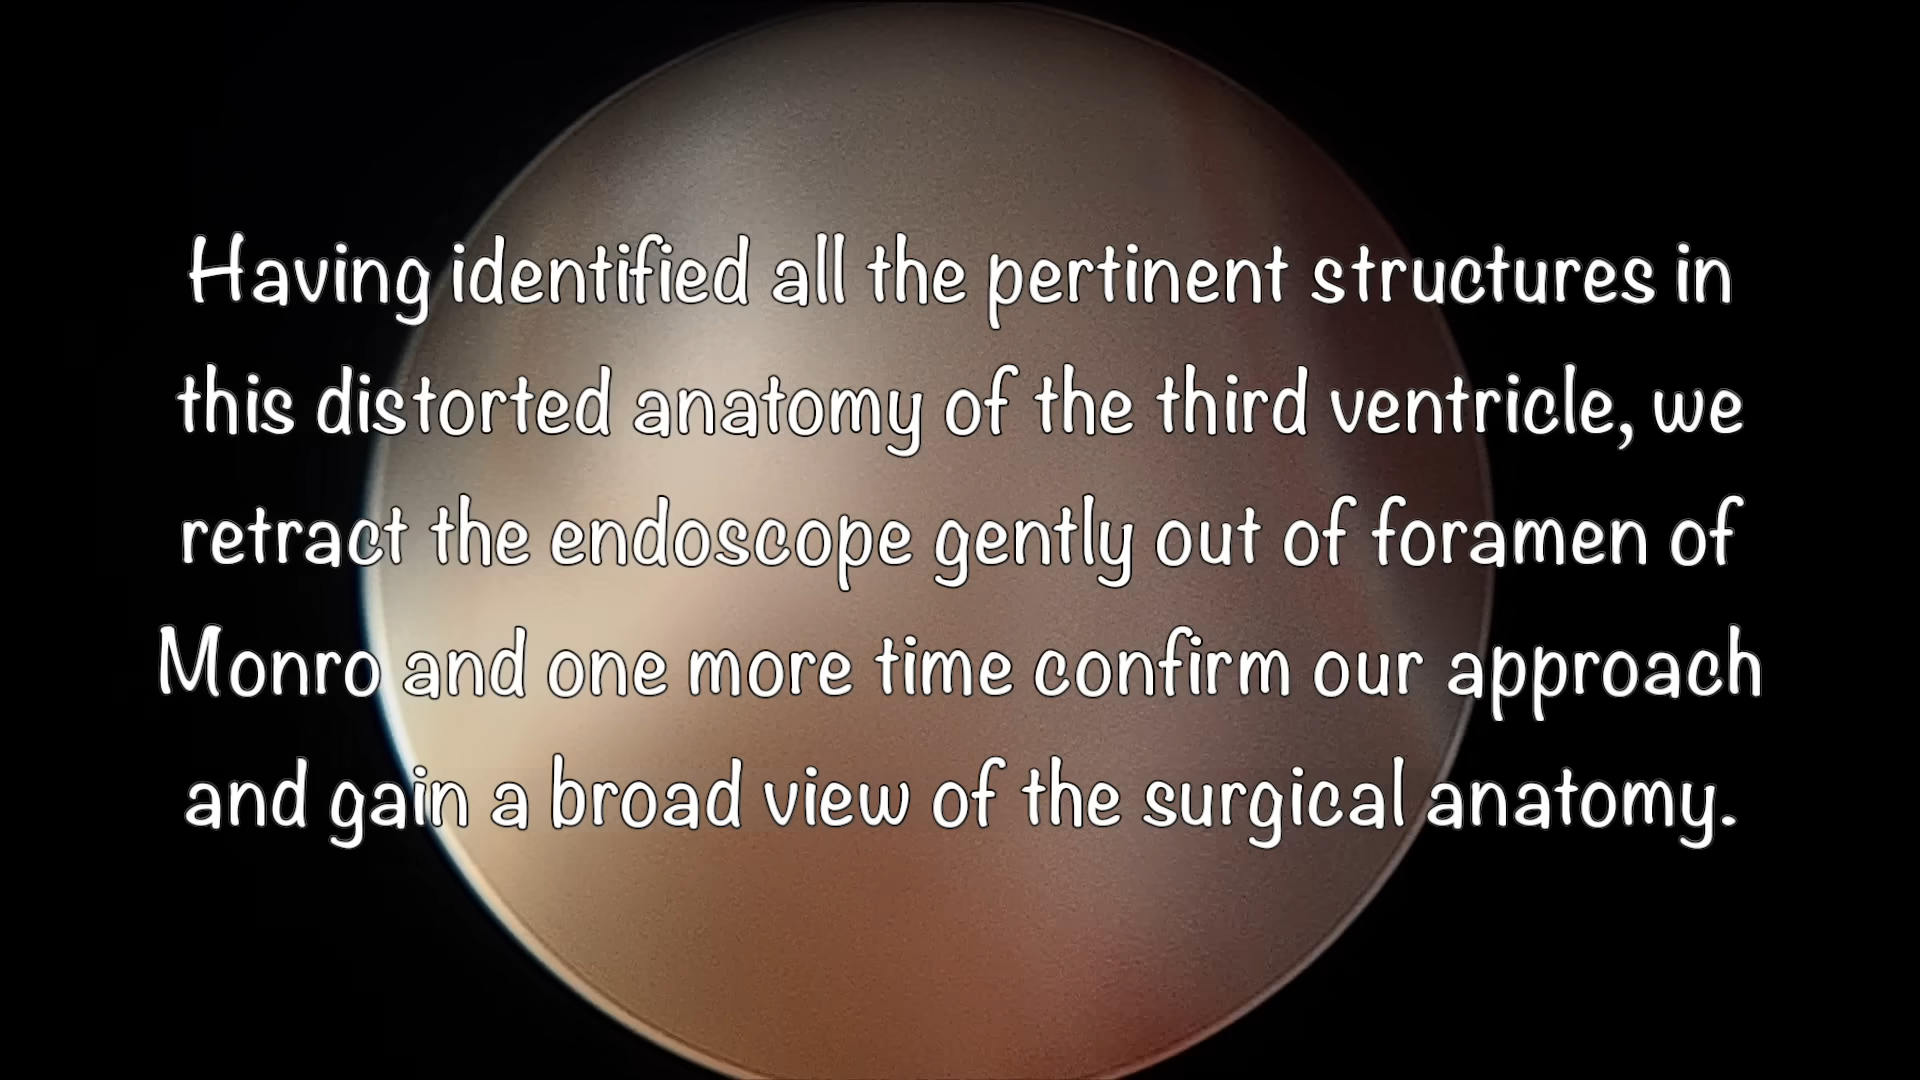 Having identified all the pertinent structures in
this distorted anatomy of the third ventricle, we
retract the endoscope gently out of foramen of
Monro and one more time confirm our approach
and gain a broad view of the surgical anatomy.